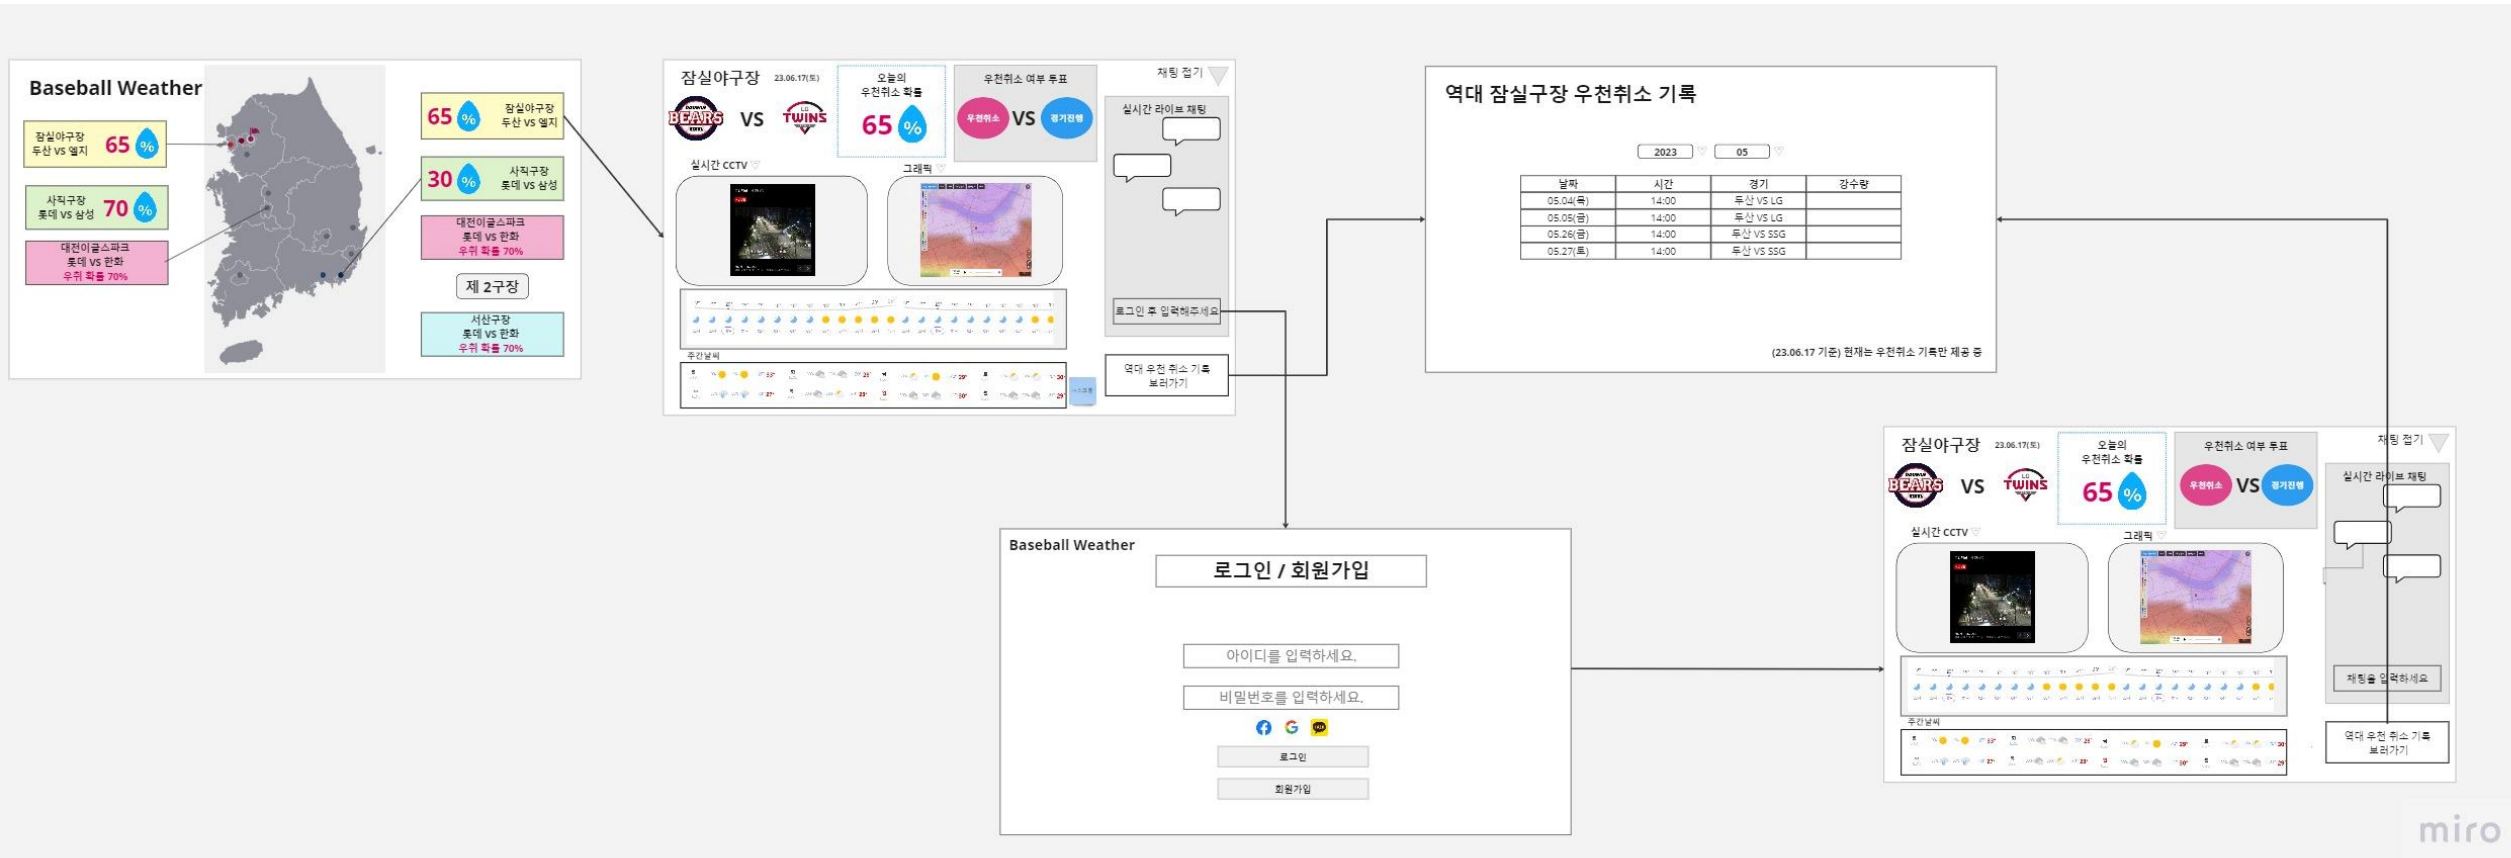 Baseball Weather
잠실야구장
두산 VS 엘지
65 %
사직구장
롯데 VS 삼성
70 %
대전이글스파크
롯데 VS 한화
우취 확률 70%
65 %
잠실야구장
두산 VS 엘지
30 %
사직구장
롯데 VS 삼성
대전이글스파크
롯데 VS 한화
우취 확률 70%
제 2구장
서산구장
롯데 VS 한화
우취 확률 70%
잠실야구장
23.06.17(토)
BEARS
VS
LG
TWINS
오늘의
우천취소 확률
65 %
우천취소 여부 투표
우천취소
VS
경기진행
채팅 접기
실시간 라이브 채팅
실시간 CCTV
그래픽
로그인 후 입력해주세요
주간날씨
역대 우천 취소 기록
보러가기
역대 잠실구장 우천취소 기록
2023
05
날짜 시간 경기 강수량
05.04(목) 14:00 두산 VS LG
05.05(금) 14:00 두산 VS LG
05.26(금) 14:00 두산 VS SSG
05.27(토) 14:00 두산 VS SSG
(23.06.17 기준) 현재는 우천취소 기록만 제공 중
Baseball Weather
로그인 / 회원가입
아이디를 입력하세요.
비밀번호를 입력하세요.
로그인
회원가입
잠실야구장
23.06.17(토)
BEARS
VS
LG
TWINS
오늘의
우천취소 확률
65 %
우천취소 여부 투표
우천취소
VS
경기진행
채팅 접기
실시간 라이브 채팅
실시간 CCTV
그래픽
채팅을 입력하세요
주간날씨
역대 우천 취소 기록
보러가기
miro